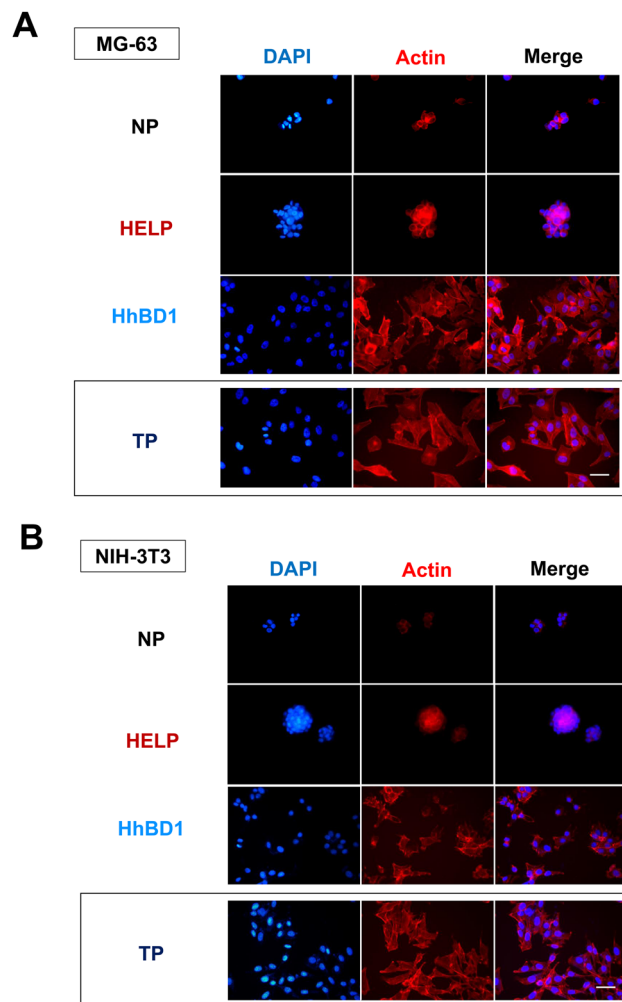 A
MG-63
DAPI Actin Merge
NP
HELP
HhBD1
TP
B
NIH-3T3
DAPI Actin Merge
NP
HELP
HhBD1
TP